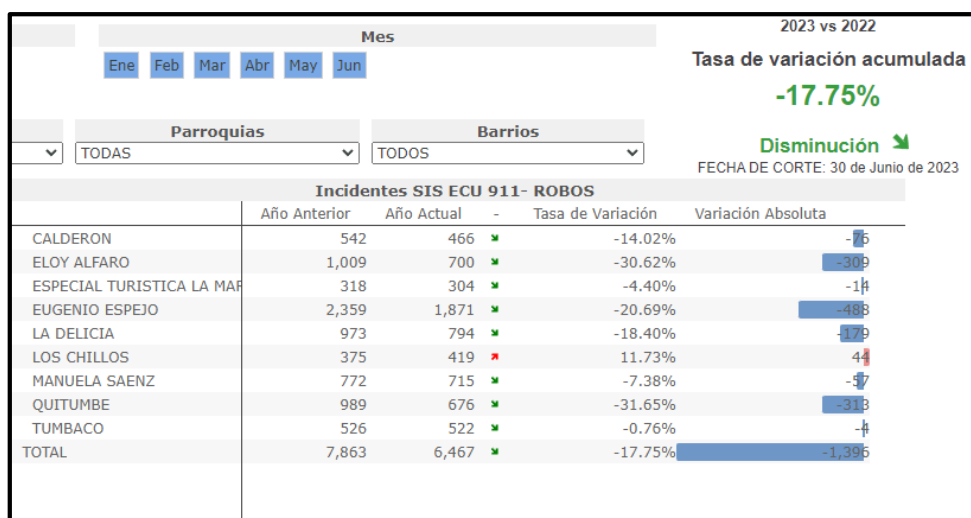 2023 vs 2022
Mes
Tasa de variación acumulada
Ene Feb Mar Abr May Jun
-17.75%
Parroquias Barrios
Disminución
TODAS TODOS
FECHA DE CORTE: 30 de Junio de 2023
Incidentes SIS ECU 911- ROBOS
Año Anterior Año Actual - Tasa de Variación Variación Absoluta
CALDERON 542 466 -14.02% -76
ELOY ALFARO 1,009 700 -30.62% -309
ESPECIAL TURISTICA LA MAR 318 304 -4.40% -14
EUGENIO ESPEJO 2,359 1,871 -20.69% -488
LA DELICIA 973 794 -18.40% -179
LOS CHILLOS 375 419 11.73% 44
MANUELA SAENZ 772 715 -7.38% -57
QUITUMBE 989 676 -31.65% -313
TUMBACO 526 522 -0.76% -4
TOTAL 7,863 6,467 -17.75% -1,396